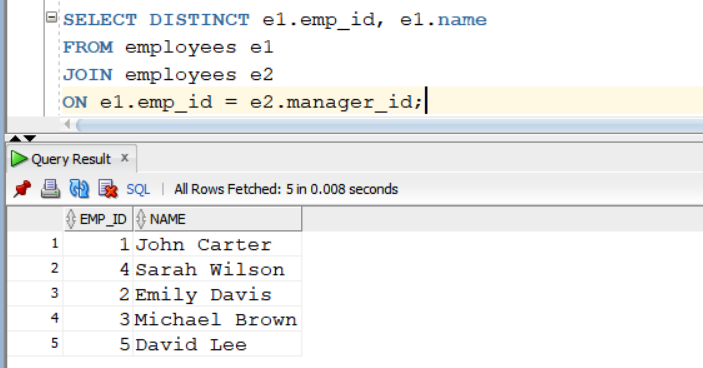 SELECT DISTINCT e1.emp_id, e1.name
FROM employees e1
JOIN employees e2
ON e1.emp_id = e2.manager_id;
Query Result x
SQL | All Rows Fetched: 5 in 0.008 seconds
EMP_ID NAME
1 1 John Carter
2 4 Sarah Wilson
3 2 Emily Davis
4 3 Michael Brown
5 5 David Lee